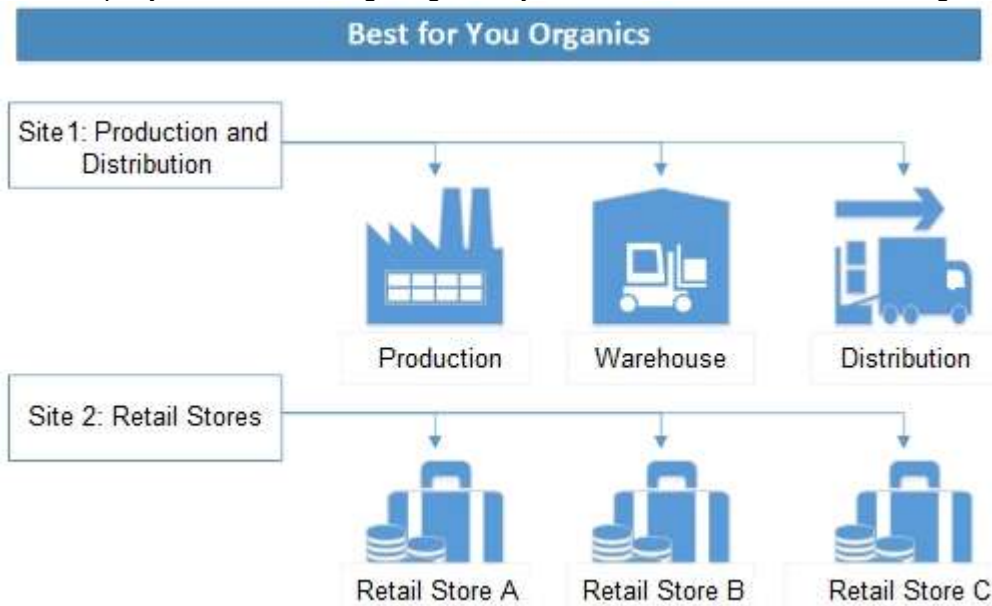 Best for You Organics
Site 1: Production and
Distribution
Production
Warehouse
Distribution
Site 2: Retail Stores
Retail Store A
Retail Store B
Retail Store C